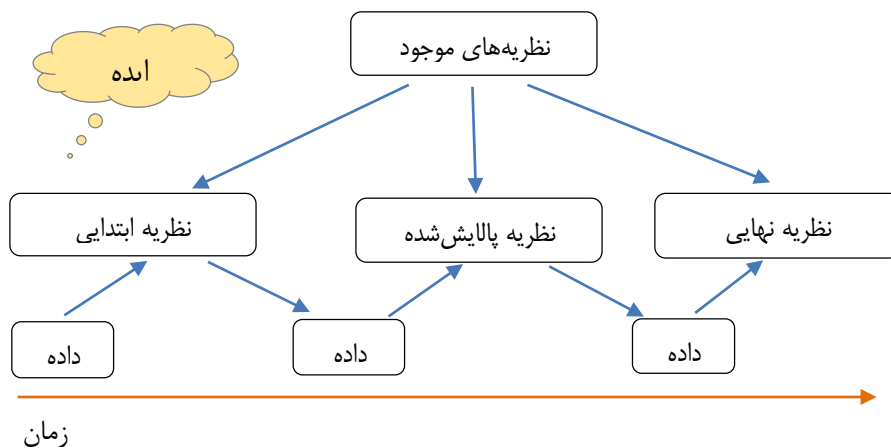 نظریه‌های موجود
ایده
نظریه ابتدایی
نظریه پالایش‌شده
نظریه نهایی
داده
داده
داده
زمان